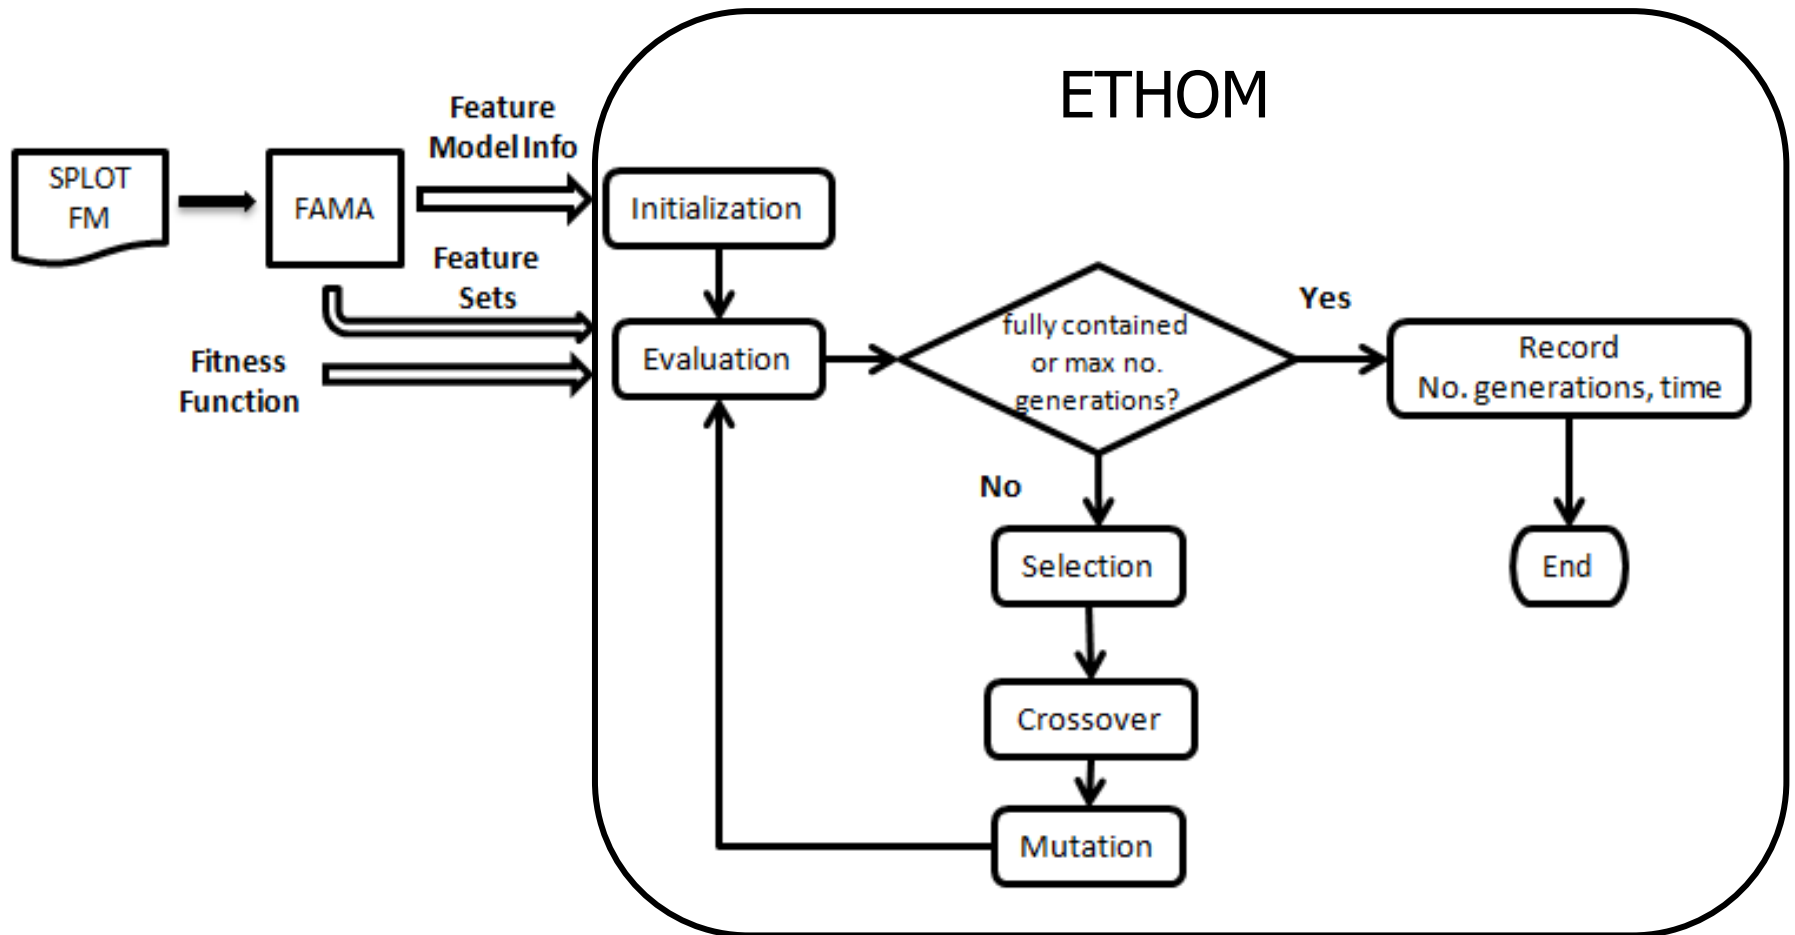 ETHOM
Feature
Model Info
SPLOT
FM
FAMA
Initialization
Feature
Sets
Fitness
Function
Evaluation
fully contained
or max no.
generations?
Yes
Record
No. generations, time
No
Selection
End
Crossover
Mutation